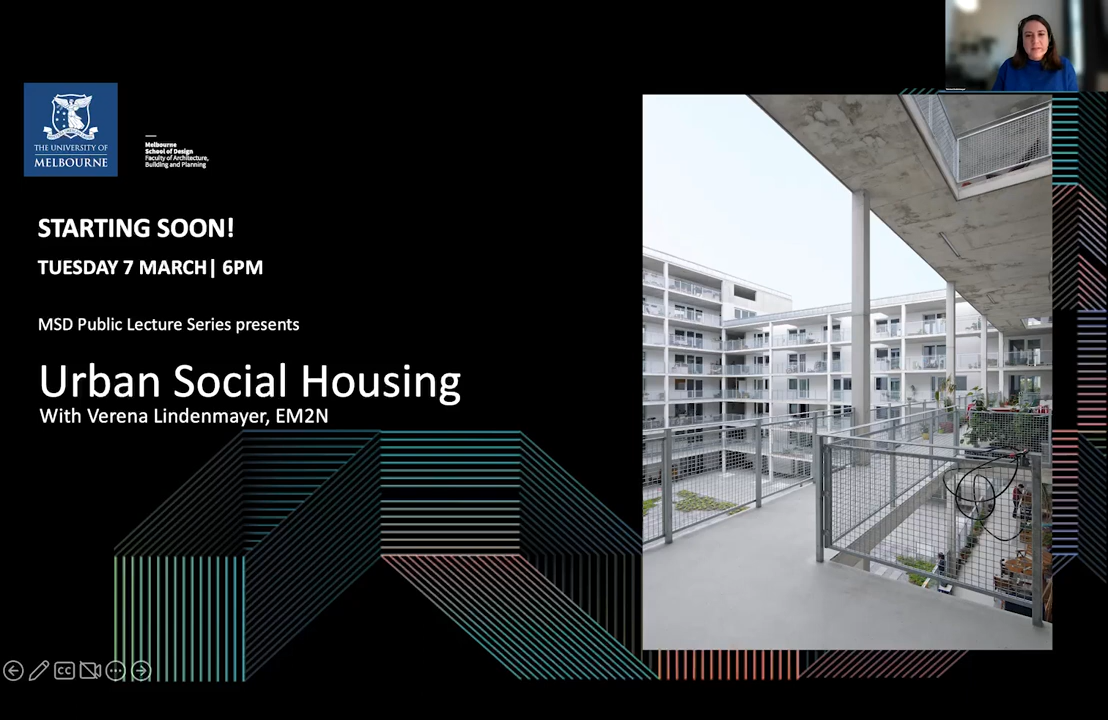 THE UNIVERSITY OF
MELBOURNE
Melbourne
School of Design
Faculty of Architecture,
Building and Planning
STARTING SOON!
TUESDAY 7 MARCH| 6PM
MSD Public Lecture Series presents
Urban Social Housing
With Verena Lindenmayer, EM2N
CC